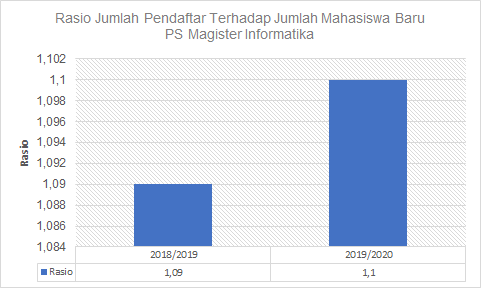 Rasio Jumlah Pendaftar Terhadap Jumlah Mahasiswa Baru
PS Magister Informatika
1,102
1,1
1,098
1,096
1,094
1,092
1,09
1,088
1,086
1,084
Rasio
2018/2019 2019/2020
Rasio 1,09 1,1